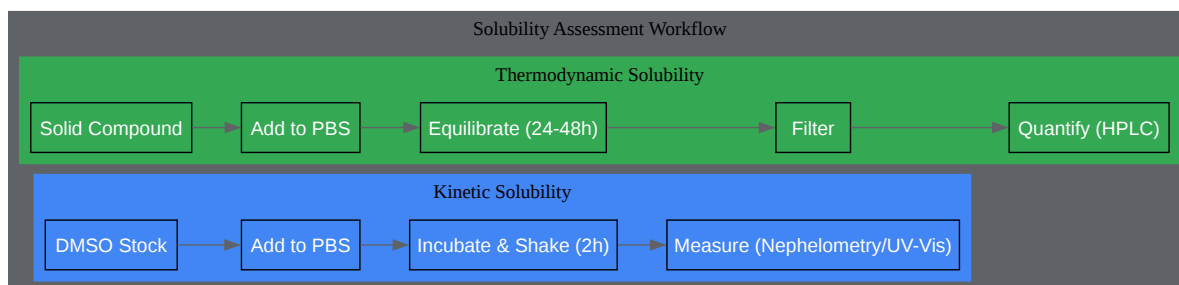 Solubility Assessment Workflow
Thermodynamic Solubility
Solid Compound
Add to PBS
Equilibrate (24-48h)
Filter
Quantify (HPLC)
Kinetic Solubility
DMSO Stock
Add to PBS
Incubate & Shake (2h)
Measure (Nephelometry/UV-Vis)